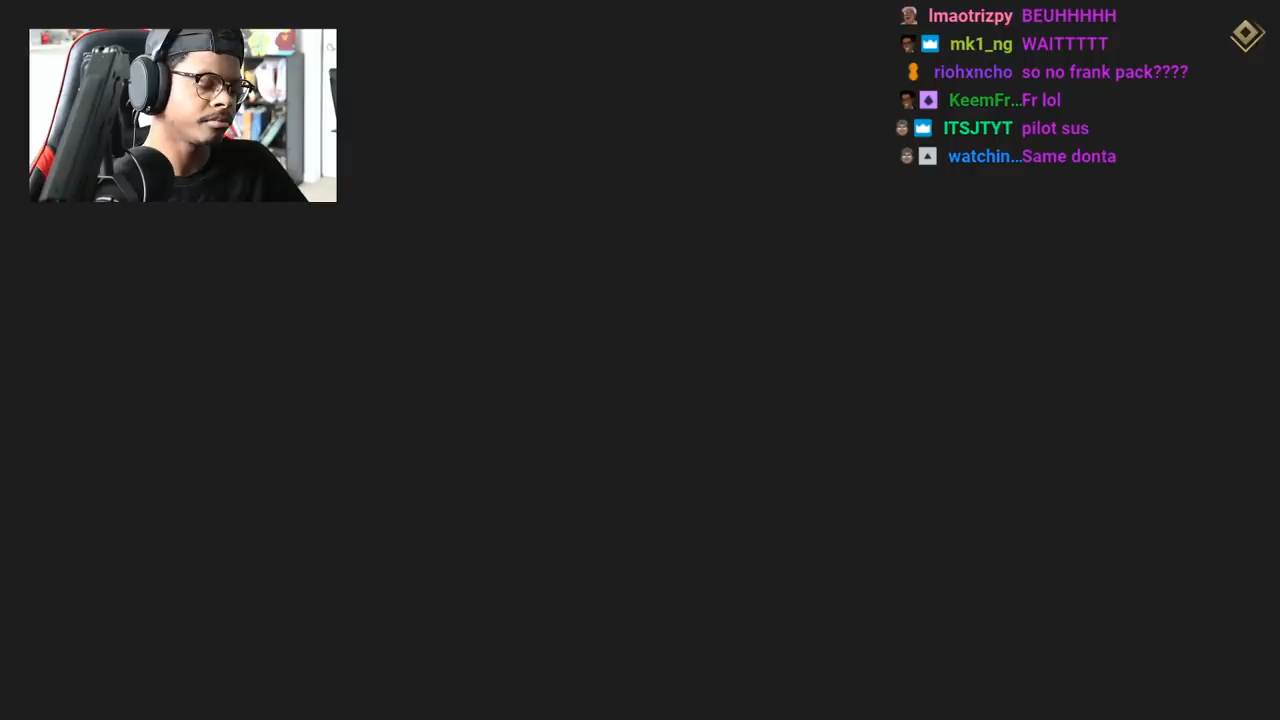 lmaotrizpy BEUHHHHH
mk1_ng WAITTTTT
riohxncho so no frank pack????
KeemFr... Fr lol
ITSJTYT pilot sus
watchin... Same donta